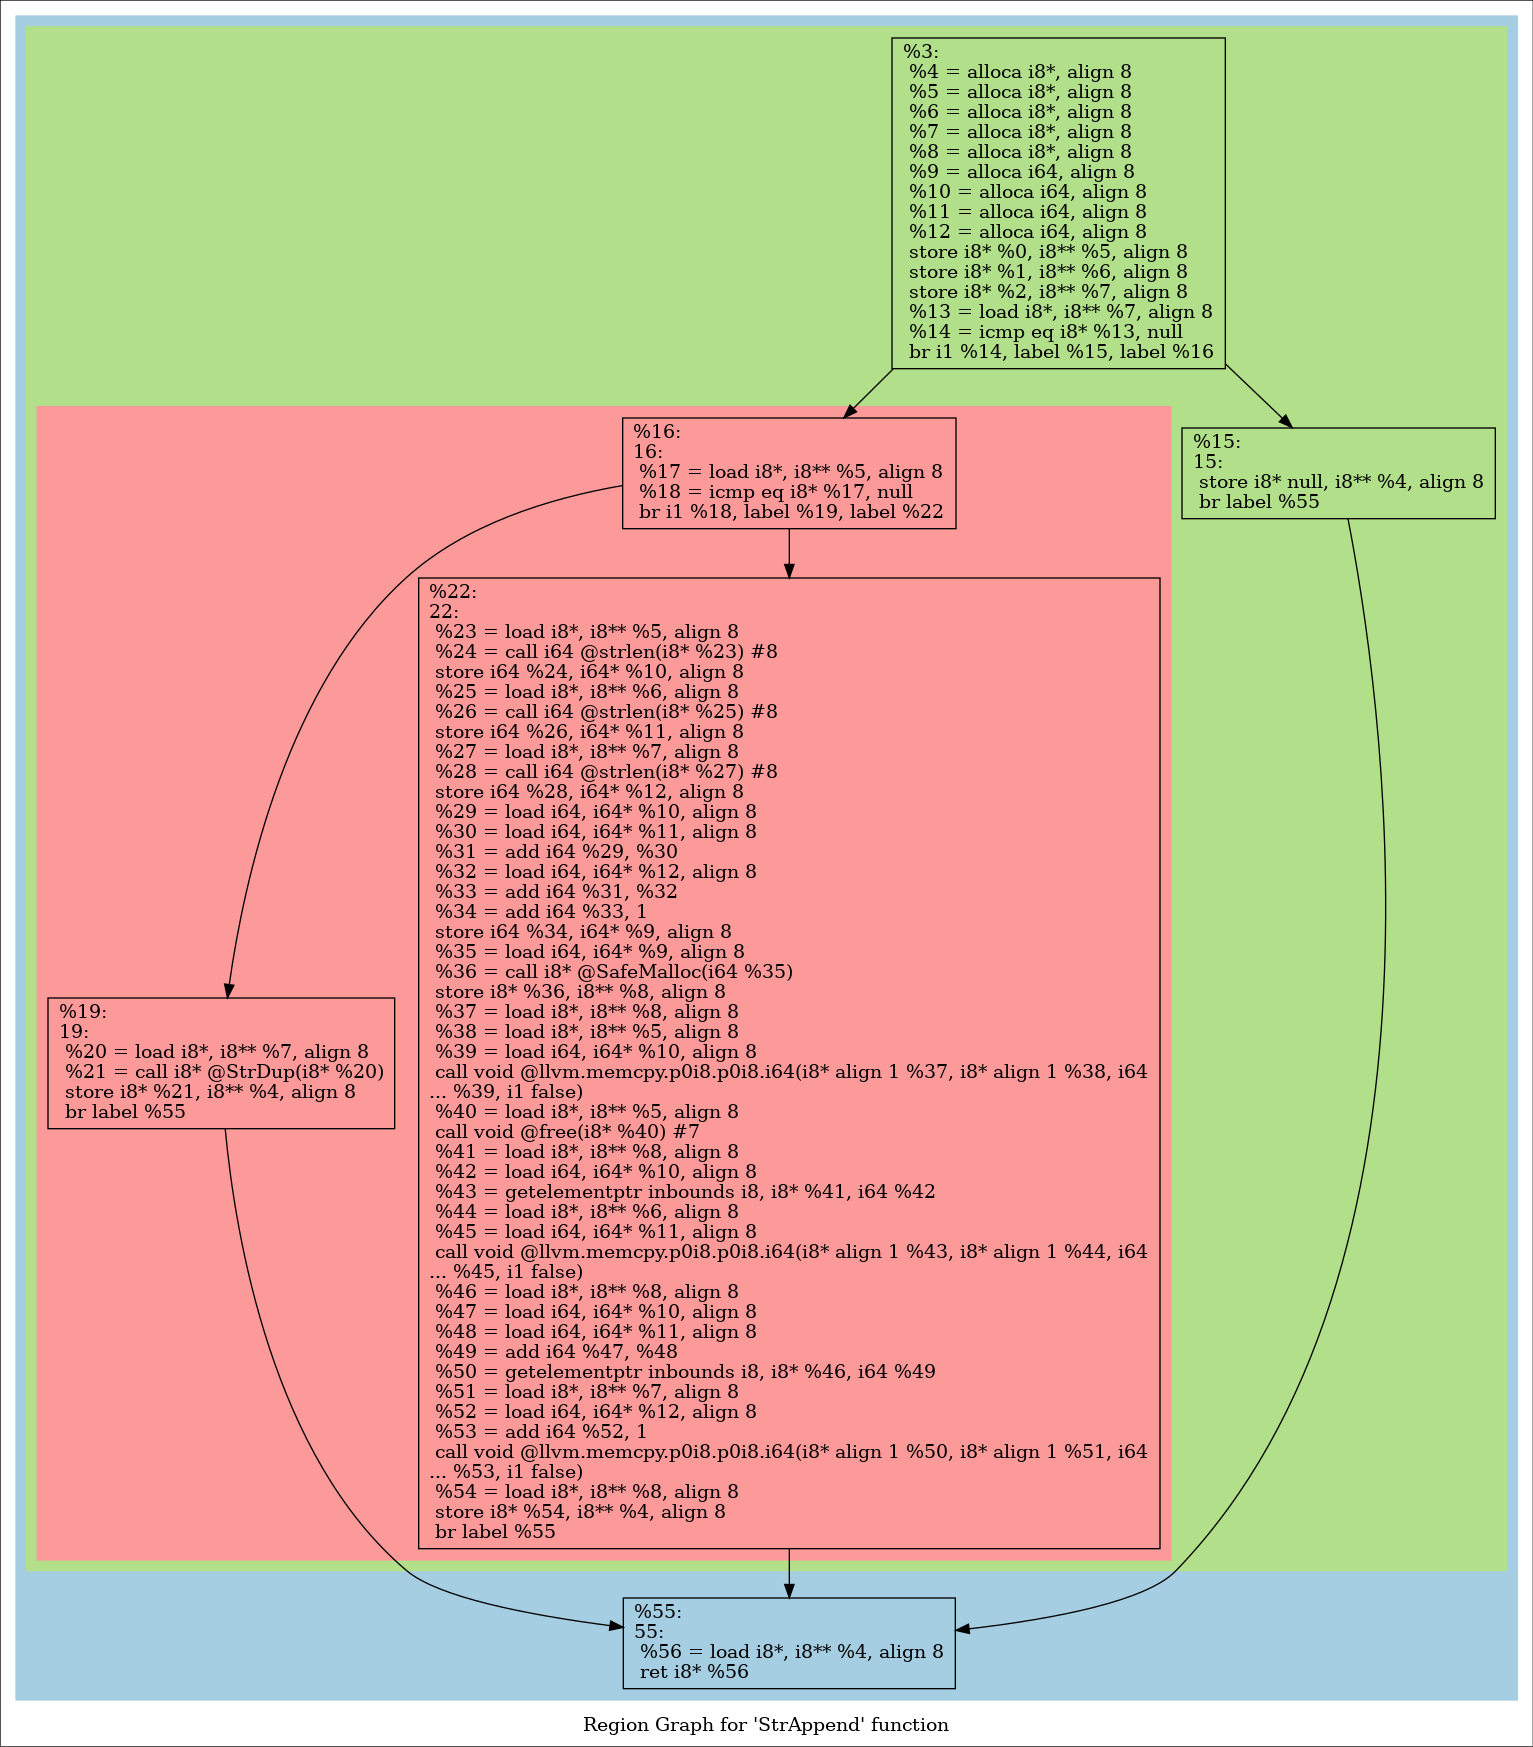 %3:
%4 = alloca i8*, align 8
%5 = alloca i8*, align 8
%6 = alloca i8*, align 8
%7 = alloca i8*, align 8
%8 = alloca i8*, align 8
%9 = alloca i64, align 8
%10 = alloca i64, align 8
%11 = alloca i64, align 8
%12 = alloca i64, align 8
store i8* %0, i8** %5, align 8
store i8* %1, i8** %6, align 8
store i8* %2, i8** %7, align 8
%13 = load i8*, i8** %7, align 8
%14 = icmp eq i8* %13, null
br i1 %14, label %15, label %16
%16:
16:
%17 = load i8*, i8** %5, align 8
%18 = icmp eq i8* %17, null
br i1 %18, label %19, label %22
%15:
15:
store i8* null, i8** %4, align 8
br label %55
%22:
22:
%23 = load i8*, i8** %5, align 8
%24 = call i64 @strlen(i8* %23) #8
store i64 %24, i64* %10, align 8
%25 = load i8*, i8** %6, align 8
%26 = call i64 @strlen(i8* %25) #8
store i64 %26, i64* %11, align 8
%27 = load i8*, i8** %7, align 8
%28 = call i64 @strlen(i8* %27) #8
store i64 %28, i64* %12, align 8
%29 = load i64, i64* %10, align 8
%30 = load i64, i64* %11, align 8
%31 = add i64 %29, %30
%32 = load i64, i64* %12, align 8
%33 = add i64 %31, %32
%34 = add i64 %33, 1
store i64 %34, i64* %9, align 8
%35 = load i64, i64* %9, align 8
%36 = call i8* @SafeMalloc(i64 %35)
store i8* %36, i8** %8, align 8
%37 = load i8*, i8** %8, align 8
%38 = load i8*, i8** %5, align 8
%39 = load i64, i64* %10, align 8
call void @llvm.memcpy.p0i8.p0i8.i64(i8* align 1 %37, i8* align 1 %38, i64
... %39, i1 false)
%40 = load i8*, i8** %5, align 8
call void @free(i8* %40) #7
%41 = load i8*, i8** %8, align 8
%42 = load i64, i64* %10, align 8
%43 = getelementptr inbounds i8, i8* %41, i64 %42
%44 = load i8*, i8** %6, align 8
%45 = load i64, i64* %11, align 8
call void @llvm.memcpy.p0i8.p0i8.i64(i8* align 1 %43, i8* align 1 %44, i64
... %45, i1 false)
%46 = load i8*, i8** %8, align 8
%47 = load i64, i64* %10, align 8
%48 = load i64, i64* %11, align 8
%49 = add i64 %47, %48
%50 = getelementptr inbounds i8, i8* %46, i64 %49
%51 = load i8*, i8** %7, align 8
%52 = load i64, i64* %12, align 8
%53 = add i64 %52, 1
call void @llvm.memcpy.p0i8.p0i8.i64(i8* align 1 %50, i8* align 1 %51, i64
... %53, i1 false)
%54 = load i8*, i8** %8, align 8
store i8* %54, i8** %4, align 8
br label %55
%19:
19:
%20 = load i8*, i8** %7, align 8
%21 = call i8* @StrDup(i8* %20)
store i8* %21, i8** %4, align 8
br label %55
%55:
55:
%56 = load i8*, i8** %4, align 8
ret i8* %56
Region Graph for 'StrAppend' function